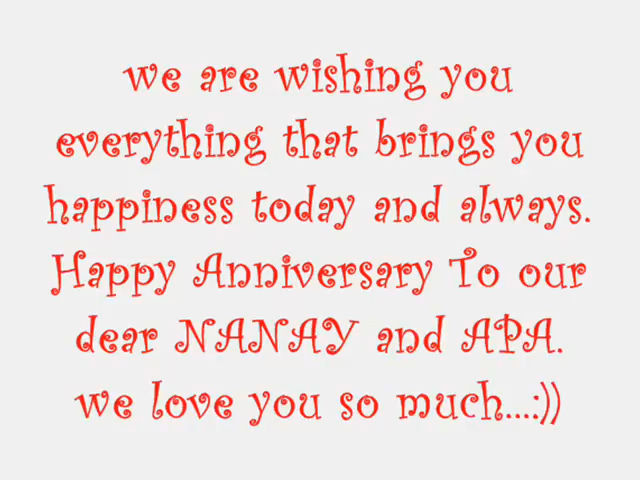 we are wishing you
everything that brings you
happiness today and always.
Happy Anniversary To our
dear NANAY and APA.
we love you so much...:))